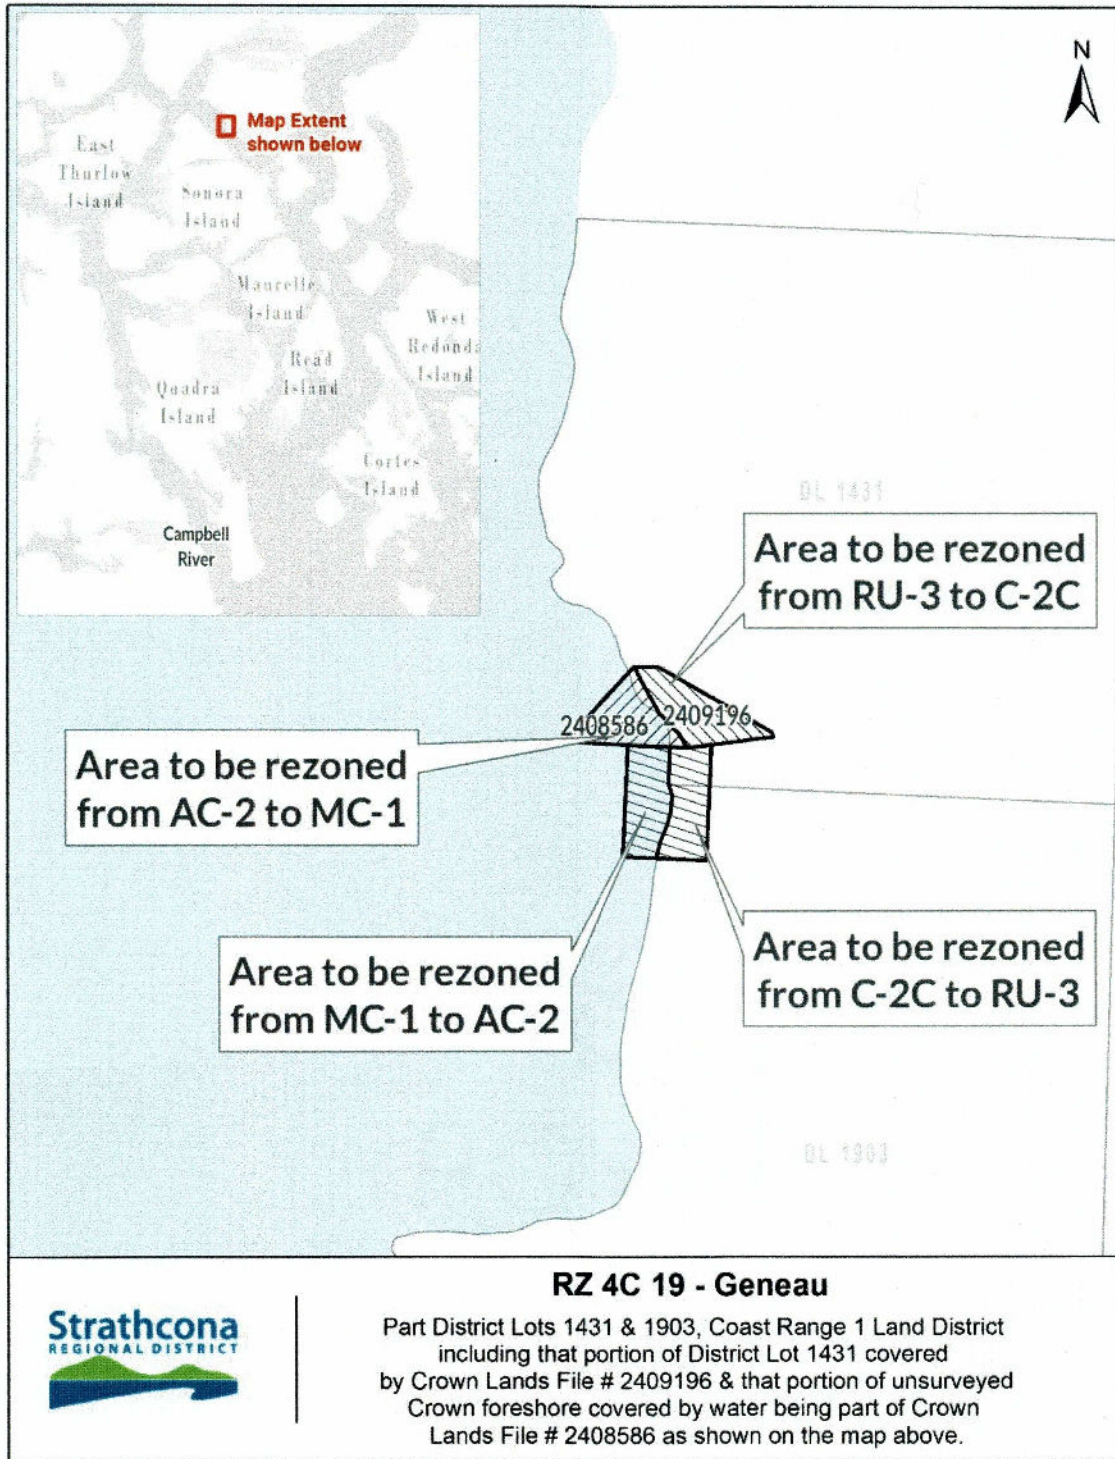 N
Map Extent
shown below
East
Thurlow
Island
Sonora
Island
Maurelle
Island
West
Redonda
Island
Read
Island
Quadra
Island
Cortes
Island
Campbell
River
DL 1431
Area to be rezoned
from RU-3 to C-2C
2408586
2409196
Area to be rezoned
from AC-2 to MC-1
Area to be rezoned
from MC-1 to AC-2
Area to be rezoned
from C-2C to RU-3
DL 1903
Strathcona
REGIONAL DISTRICT
RZ 4C 19 - Geneau
Part District Lots 1431 & 1903, Coast Range 1 Land District
including that portion of District Lot 1431 covered
by Crown Lands File # 2409196 & that portion of unsurveyed
Crown foreshore covered by water being part of Crown
Lands File # 2408586 as shown on the map above.